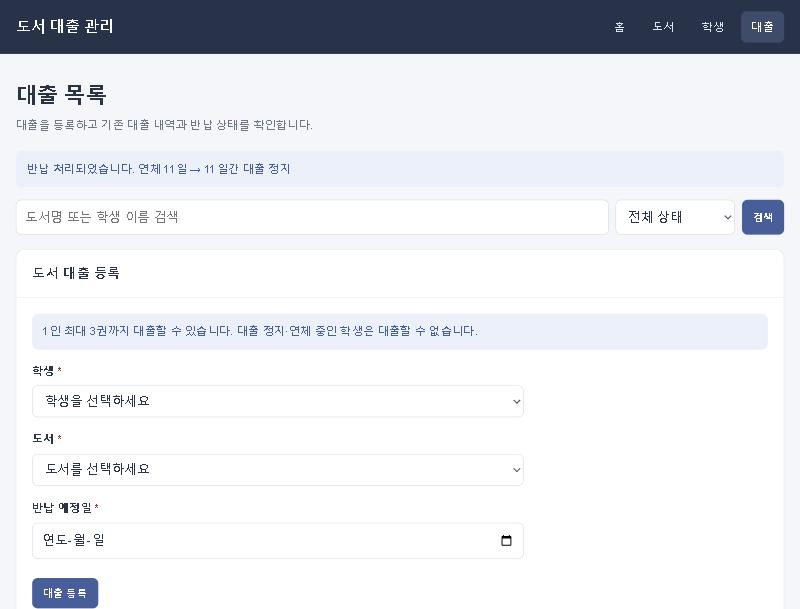 도서 대출 관리
홈 도서 학생 대출
대출 목록
대출을 등록하고 기존 대출 내역과 반납 상태를 확인합니다.
반납 처리되었습니다. 연체 11일 → 11일간 대출 정지
도서명 또는 학생 이름 검색 전체 상태 검색
도서 대출 등록
1인 최대 3권까지 대출할 수 있습니다. 대출 정지·연체 중인 학생은 대출할 수 없습니다.
학생 *
학생을 선택하세요
도서 *
도서를 선택하세요
반납 예정일 *
연도-월-일
대출 등록